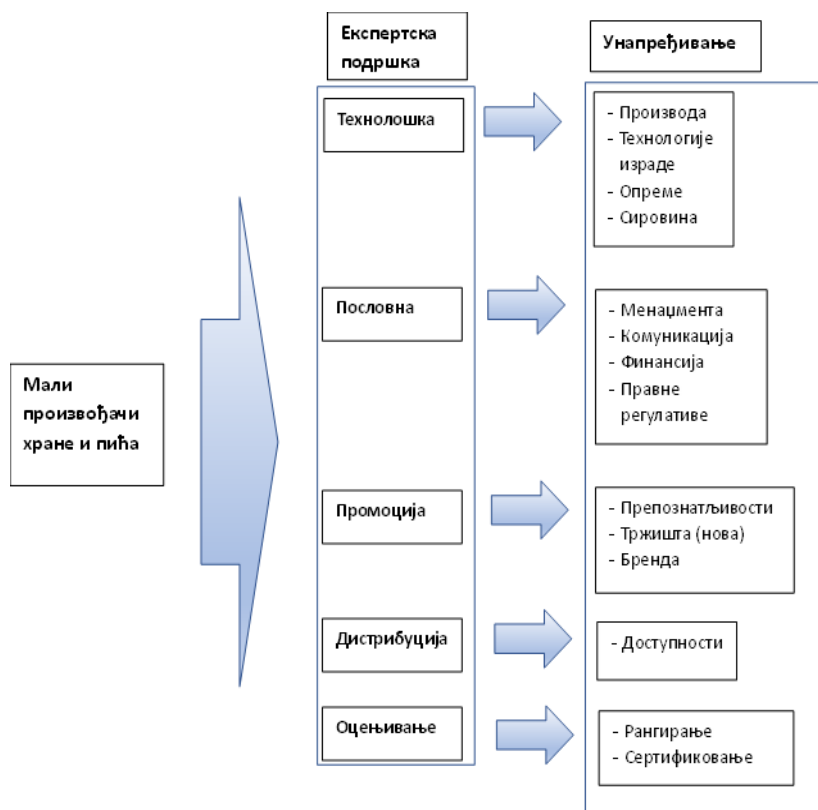 Експертска
подршка
Унапређивање
Технолошка
- Производа
- Технологије
израде
- Опреме
- Сировина
Пословна
- Менаџмента
- Комуникација
- Финансија
- Правне
регулативе
Мали
произвођачи
хране и пића
Промоција
- Препознатљивости
- Тржишта (нова)
- Бренда
Дистрибуција
- Доступности
Оцењивање
- Рангирање
- Сертификовање